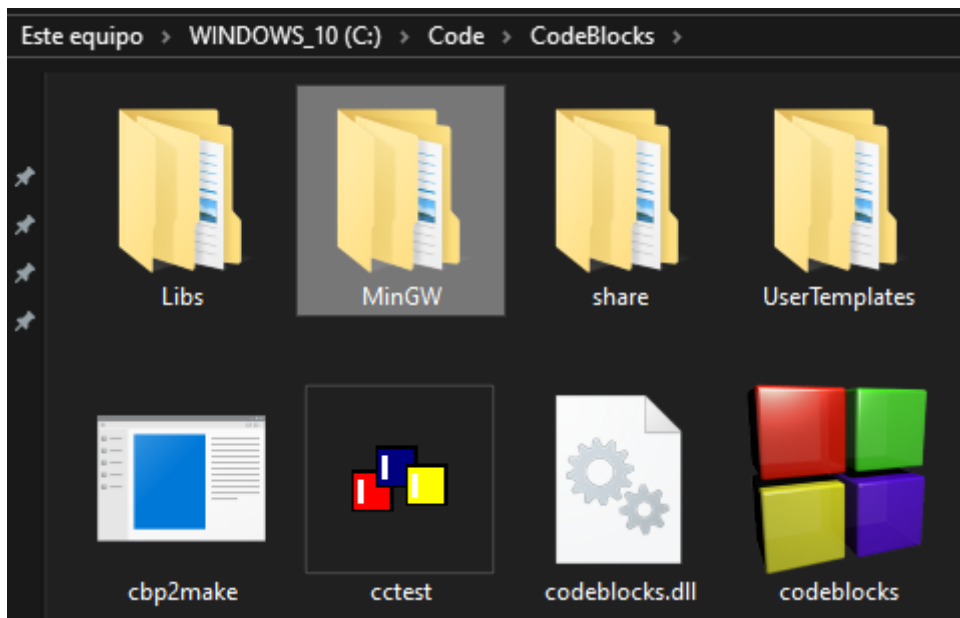 Este equipo > WINDOWS_10 (C:) > Code > CodeBlocks >
Libs MinGW share UserTemplates
cbp2make cctest codeblocks.dll codeblocks